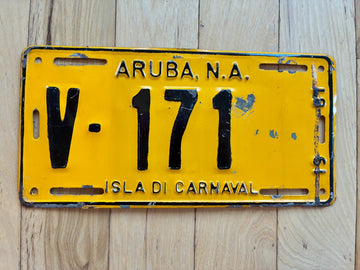 ARUBA, N.A.
V-171
ISLA DI CARNAVAL